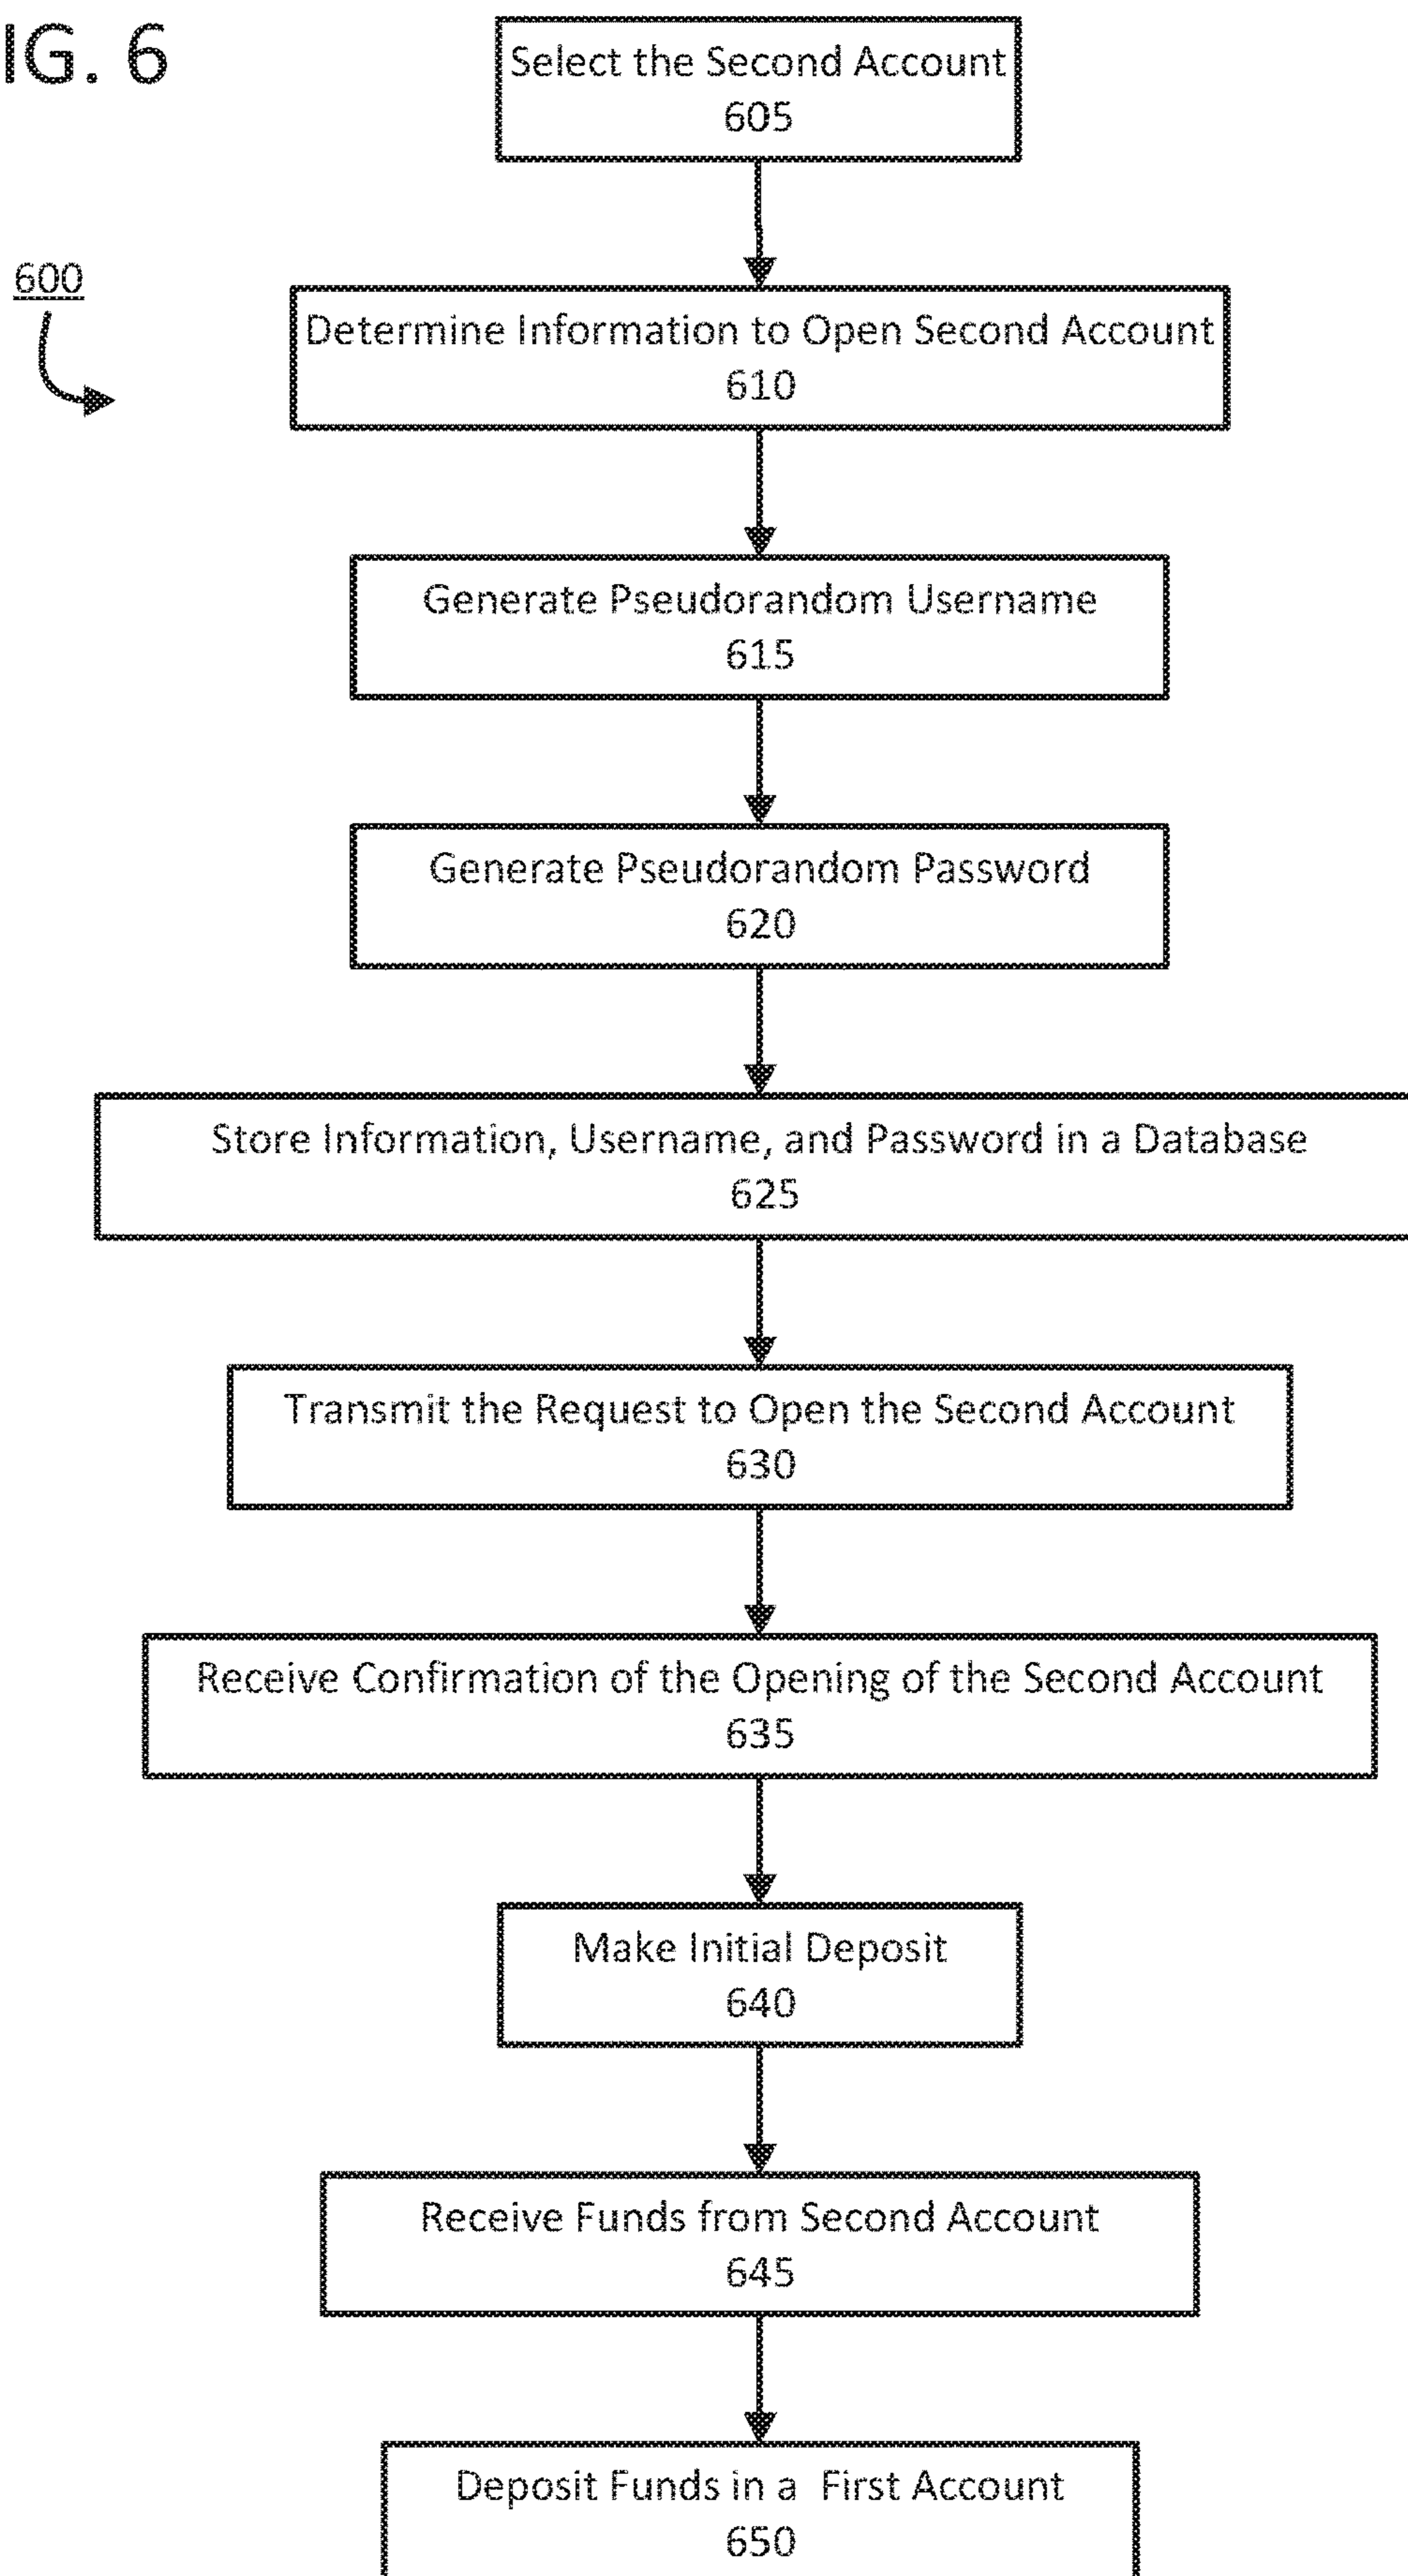 IG. 6
Select the Second Account
605
600
Determine Information to Open Second Account
610
Generate Pseudorandom Username
615
Generate Pseudorandom Password
620
Store Information, Username, and Password in a Database
625
Transmit the Request to Open the Second Account
630
Receive Confirmation of the Opening of the Second Account
635
Make Initial Deposit
640
Receive Funds from Second Account
645
Deposit Funds in a First Account
650